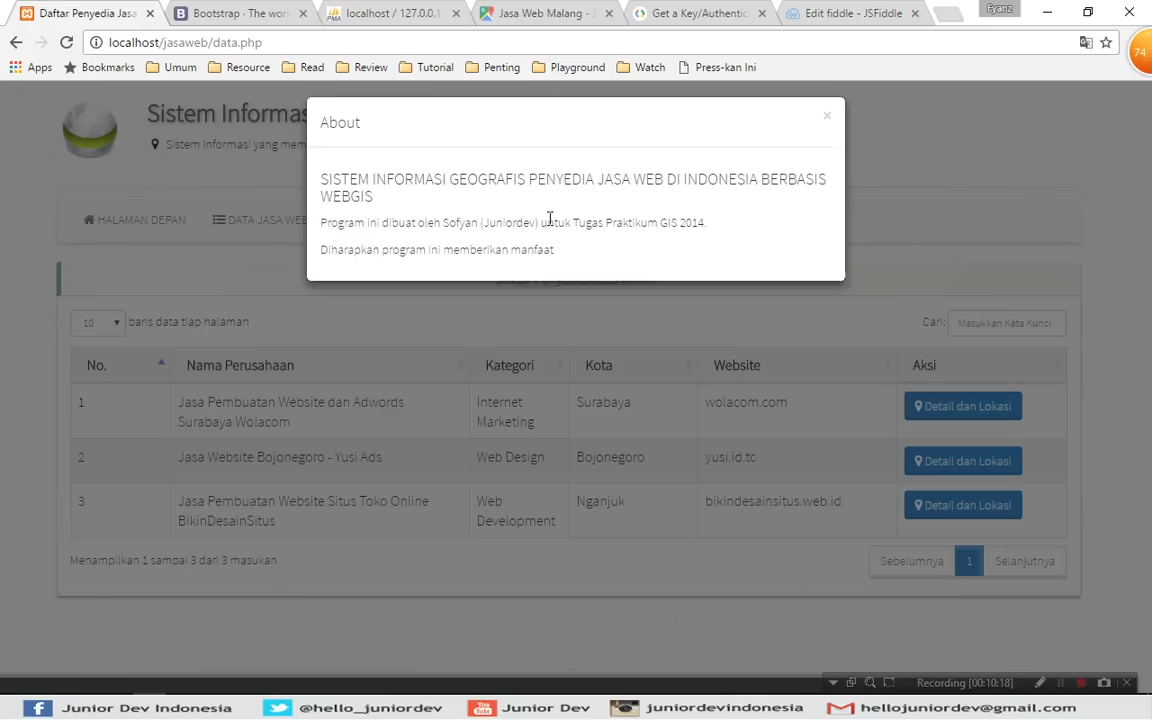 Daftar Penyedia Jasa
Bootstrap · The wor
localhost / 127.0.0.1
Jasa Web Malang - J
Get a Key/Authentic
Edit fiddle - JSFiddle
Fyanz
localhost/jasaweb/data.php
74
Apps
Bookmarks
Umum
Resource
Read
Review
Tutorial
Penting
Playground
Watch
Press-kan Ini
Sistem Informas
Sistem Informasi yang mem
HALAMAN DEPAN
DATA JASA WEB
About
×
SISTEM INFORMASI GEOGRAFIS PENYEDIA JASA WEB DI INDONESIA BERBASIS
WEBGIS
Program ini dibuat oleh Sofyan (Juniordev) untuk Tugas Praktikum GIS 2014.
Diharapkan program ini memberikan manfaat
10 baris data tiap halaman
Cari: Masukkan Kata Kunci
No. Nama Perusahaan Kategori Kota Website Aksi
1 Jasa Pembuatan Website dan Adwords Internet Surabaya wolacom.com Detail dan Lokasi
Surabaya Wolacom Marketing
2 Jasa Website Bojonegoro - Yusi Ads Web Design Bojonegoro yusi.id.tc Detail dan Lokasi
3 Jasa Pembuatan Website Situs Toko Online Web Nganjuk bikindesainsitus.web.id Detail dan Lokasi
BikinDesainSitus Development
Menampilkan 1 sampai 3 dari 3 masukan
Sebelumnya 1 Selanjutnya
Recording [00:10:18]
Junior Dev Indonesia
@hello_juniordev
Junior Dev
juniordevindonesia
hellojuniordev@gmail.com